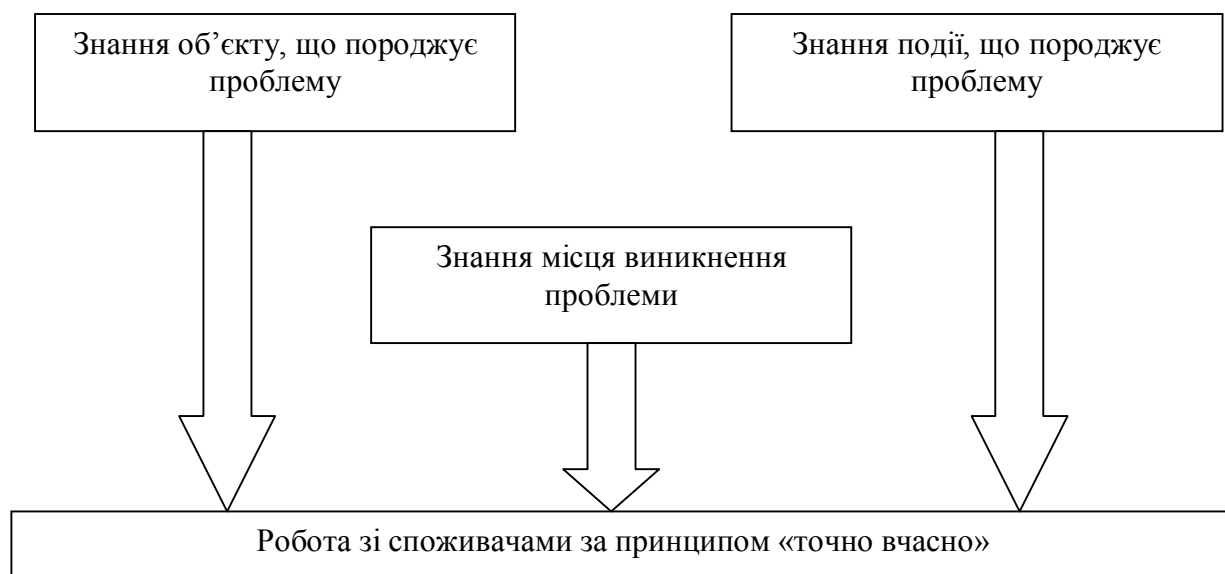 Знання об’єкту, що породжує
проблему
Знання події, що породжує
проблему
Знання місця виникнення
проблеми
Робота зі споживачами за принципом «точно вчасно»